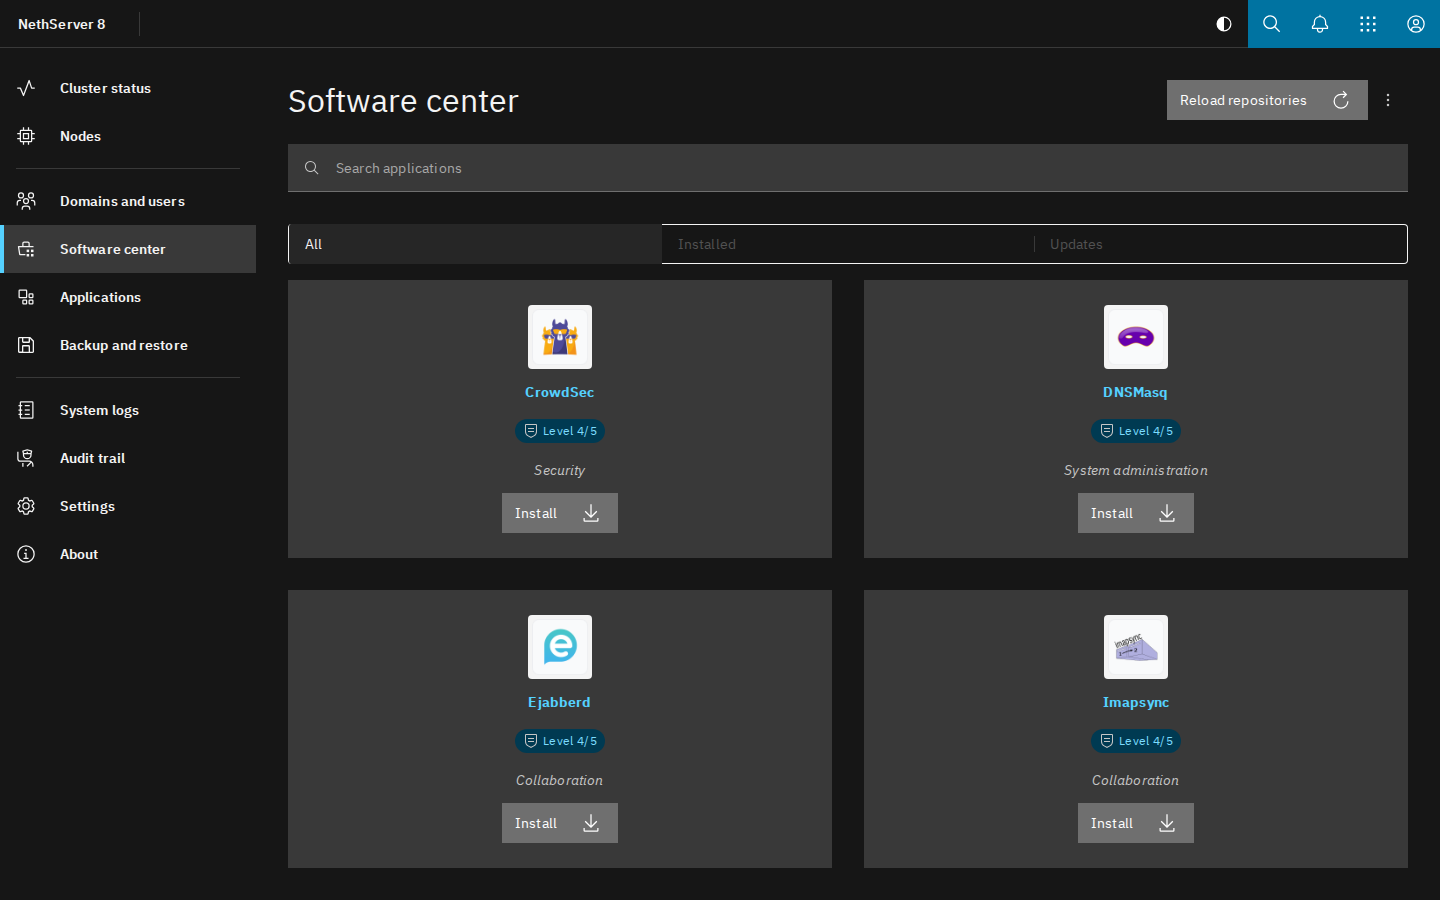 NethServer 8
Cluster status
Nodes
Domains and users
Software center
Applications
Backup and restore
System logs
Audit trail
Settings
About
Software center
Reload repositories
Search applications
All
Installed
Updates
CrowdSec
Level 4/5
Security
Install
DNSMasq
Level 4/5
System administration
Install
Ejabberd
Level 4/5
Collaboration
Install
imapsync
Imapsync
Level 4/5
Collaboration
Install